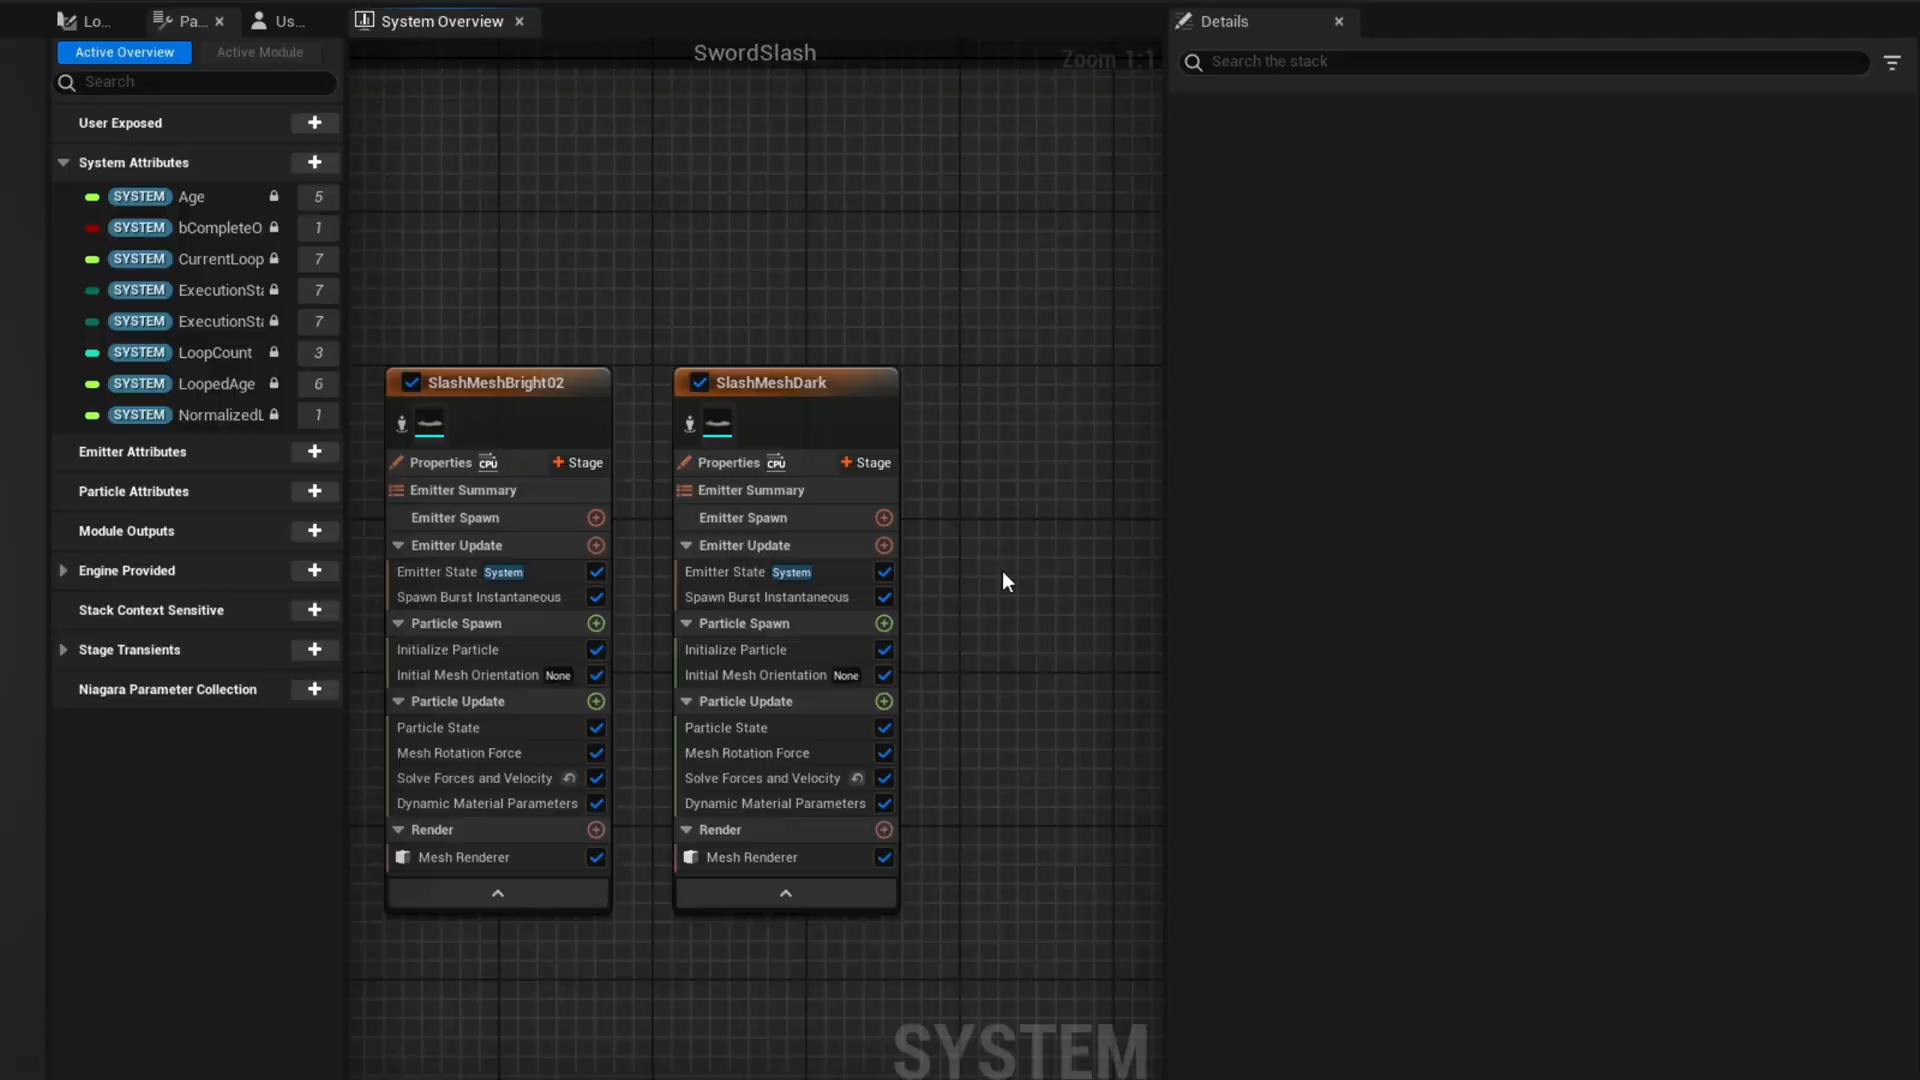 Lo...
Pa...
Us...
System Overview
Details
Active Overview
Active Module
SwordSlash
Zoom 1:1
Search the stack
Search
User Exposed
System Attributes
SYSTEM Age 5
SYSTEM bCompleteO 1
SYSTEM CurrentLoop 7
SYSTEM ExecutionSta 7
SYSTEM ExecutionSta 7
SYSTEM LoopCount 3
SYSTEM LoopedAge 6
SYSTEM NormalizedL 1
Emitter Attributes
Particle Attributes
Module Outputs
Engine Provided
Stack Context Sensitive
Stage Transients
Niagara Parameter Collection
SlashMeshBright02
Properties CPU Stage
Emitter Summary
Emitter Spawn
Emitter Update
Emitter State System
Spawn Burst Instantaneous
Particle Spawn
Initialize Particle
Initial Mesh Orientation None
Particle Update
Particle State
Mesh Rotation Force
Solve Forces and Velocity
Dynamic Material Parameters
Render
Mesh Renderer
SlashMeshDark
Properties CPU Stage
Emitter Summary
Emitter Spawn
Emitter Update
Emitter State System
Spawn Burst Instantaneous
Particle Spawn
Initialize Particle
Initial Mesh Orientation None
Particle Update
Particle State
Mesh Rotation Force
Solve Forces and Velocity
Dynamic Material Parameters
Render
Mesh Renderer
SYSTEM